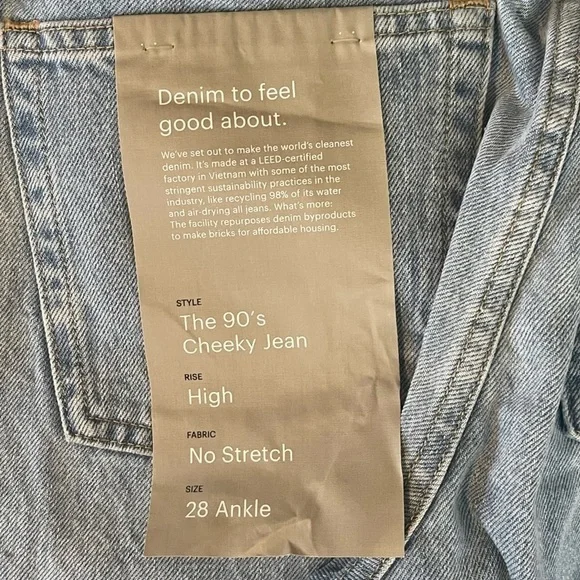 Denim to feel
good about.
We've set out to make the world's cleanest
denim. It's made at a LEED-certified
factory in Vietnam with some of the most
stringent sustainability practices in the
industry, like recycling 98% of its water
and air-drying all jeans. What's more:
The facility repurposes denim byproducts
to make bricks for affordable housing.
STYLE
The 90's
Cheeky Jean
RISE
High
FABRIC
No Stretch
SIZE
28 Ankle